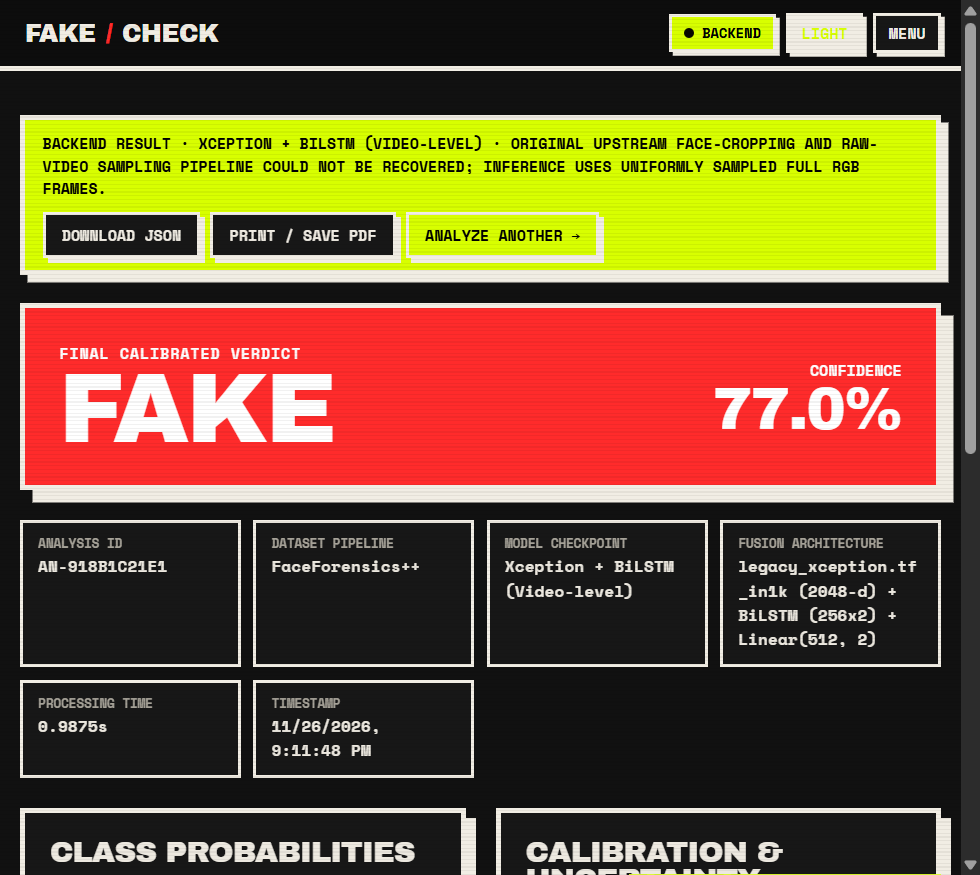 FAKE / CHECK
BACKEND
LIGHT
MENU
BACKEND RESULT · XCEPTION + BILSTM (VIDEO-LEVEL) · ORIGINAL UPSTREAM FACE-CROPPING AND RAW-
VIDEO SAMPLING PIPELINE COULD NOT BE RECOVERED; INFERENCE USES UNIFORMLY SAMPLED FULL RGB
FRAMES.
DOWNLOAD JSON
PRINT / SAVE PDF
ANALYZE ANOTHER →
FINAL CALIBRATED VERDICT
FAKE
CONFIDENCE
77.0%
ANALYSIS ID
AN-918B1C21E1
DATASET PIPELINE
FaceForensics++
MODEL CHECKPOINT
Xception + BiLSTM
(Video-level)
FUSION ARCHITECTURE
legacy_xception.tf
_in1k (2048-d) +
BiLSTM (256x2) +
Linear(512, 2)
PROCESSING TIME
0.9875s
TIMESTAMP
11/26/2026,
9:11:48 PM
CLASS PROBABILITIES
CALIBRATION &
UNCERTAINTY